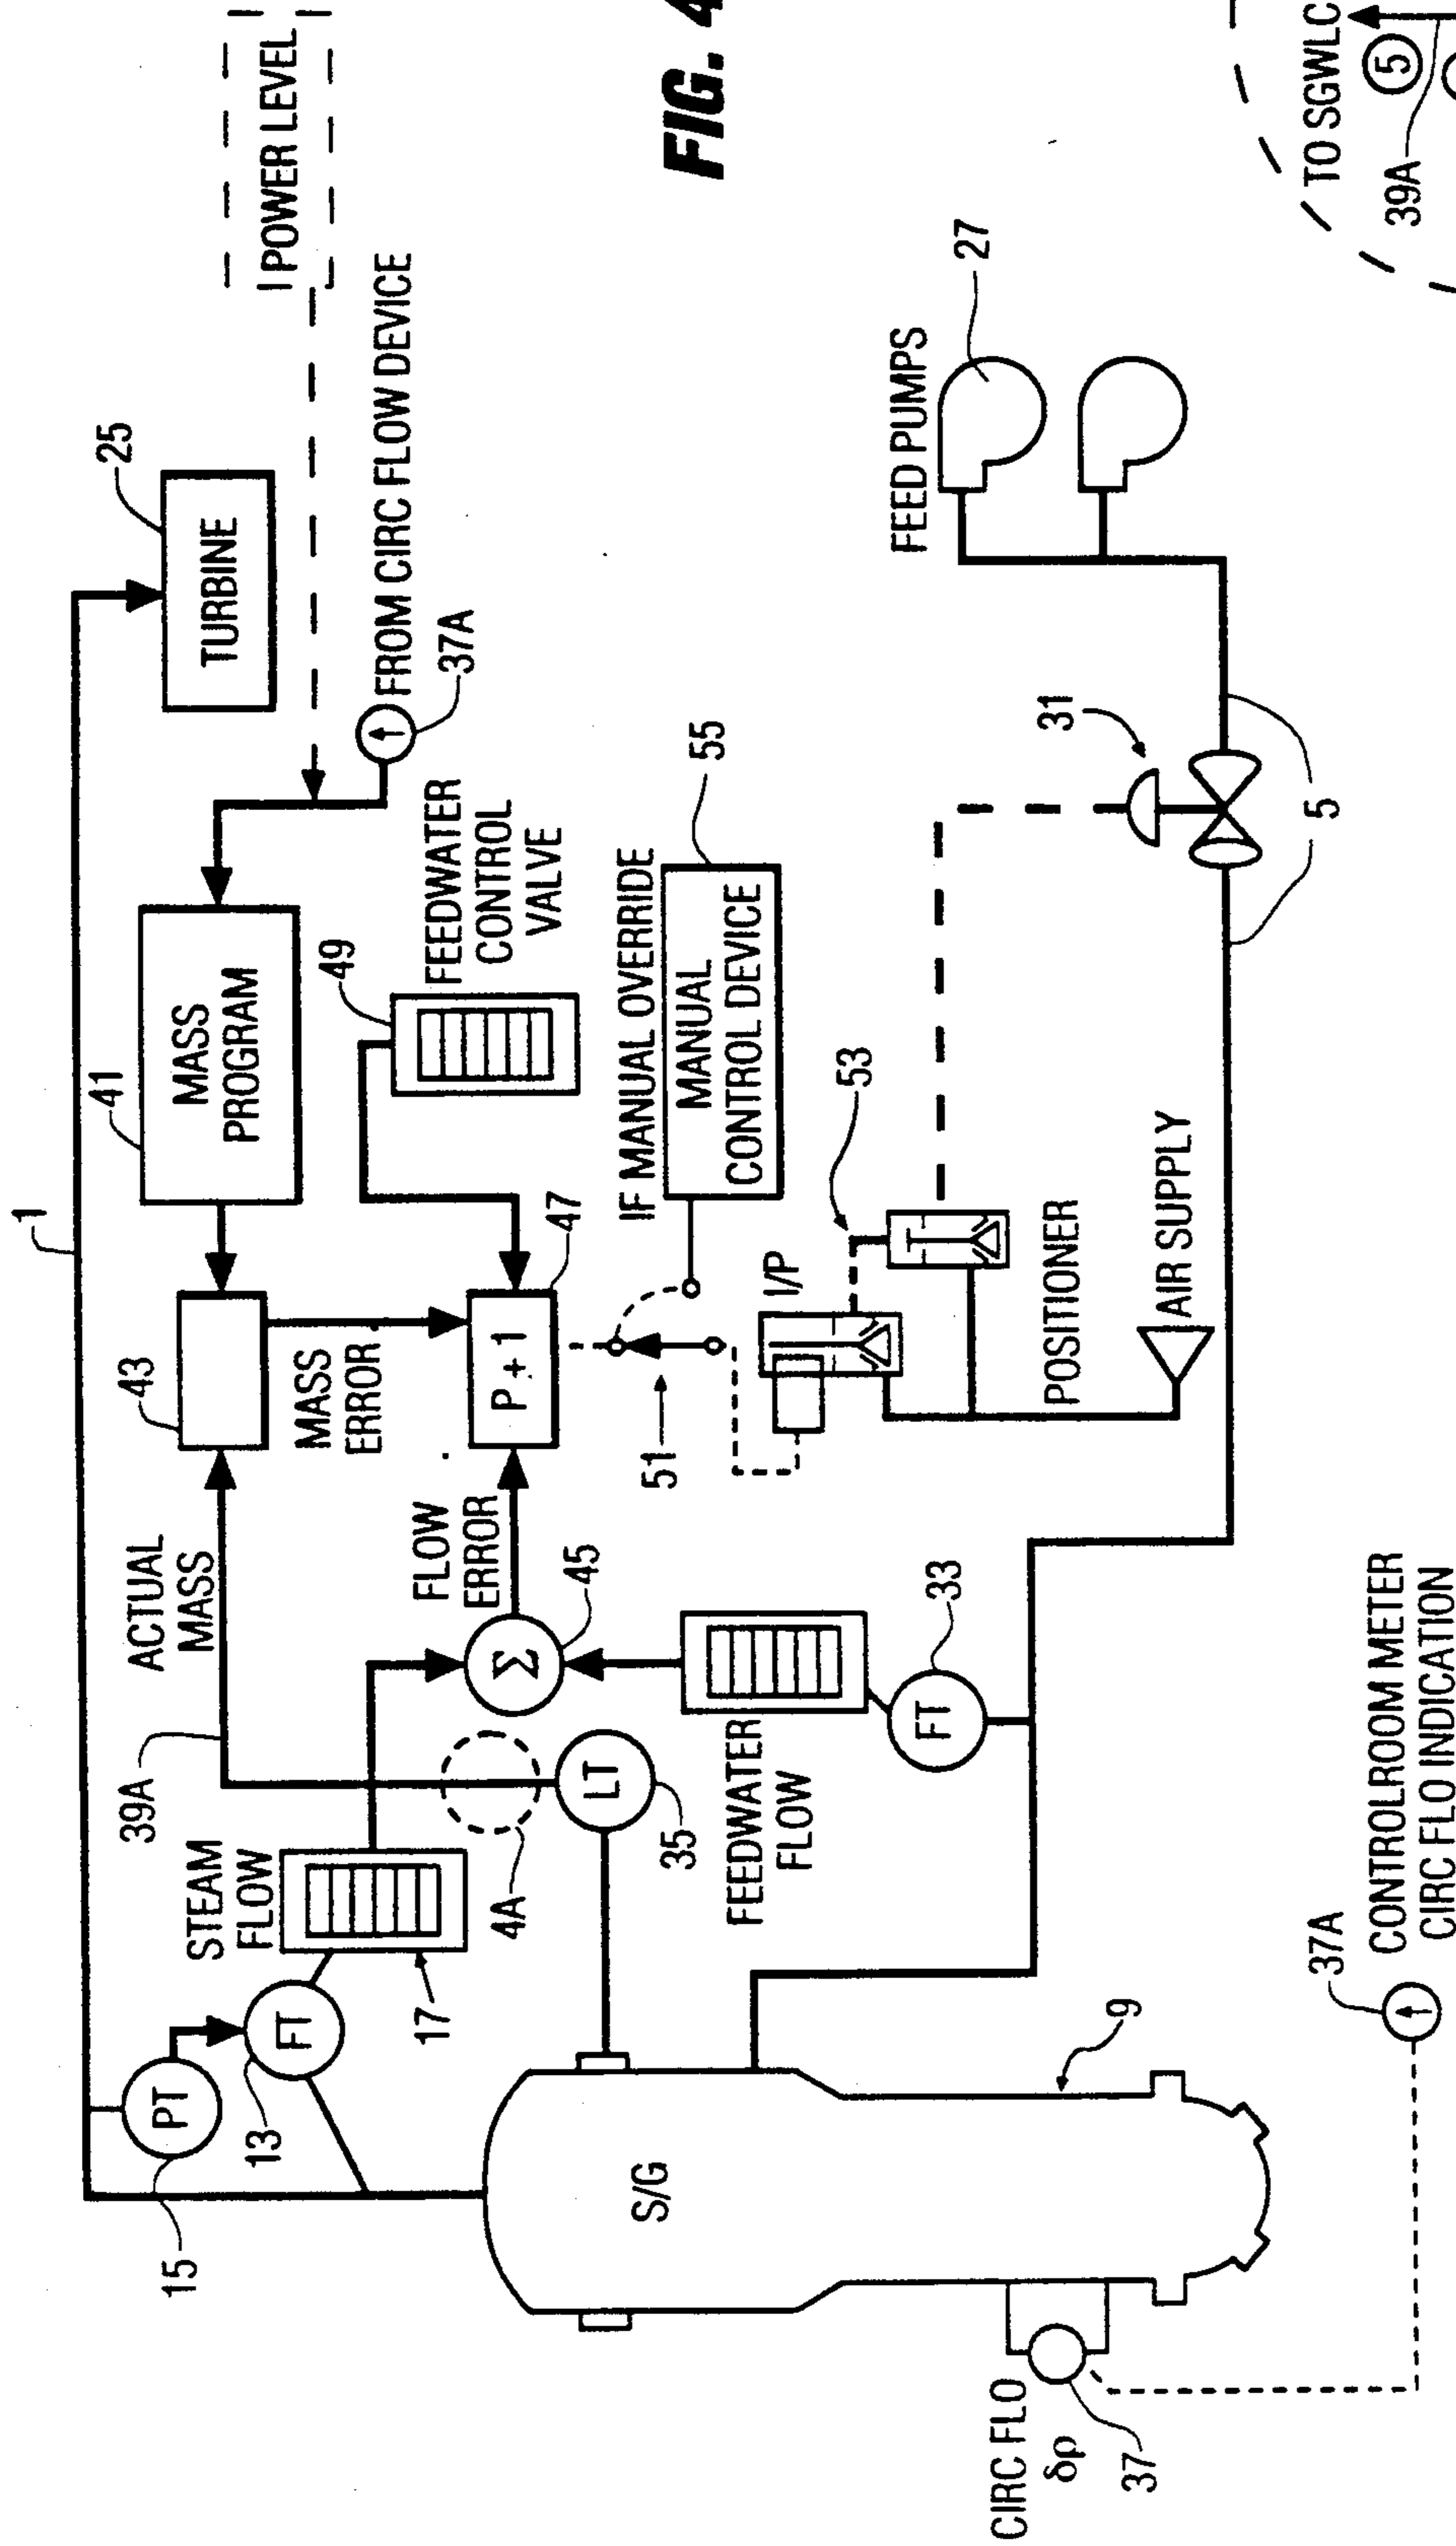 1
TURBINE
25
POWER LEVEL
FIG. 4
41
MASS
PROGRAM
FROM CIRC FLOW DEVICE
37A
43
49
FEEDWATER
CONTROL
VALVE
ACTUAL
MASS
39A
MASS
ERROR
47
P + 1
FLOW
ERROR
45
Σ
IF MANUAL OVERRIDE
MANUAL
CONTROL DEVICE
55
51
STEAM
FLOW
17
PT
15
FT
13
4A
LT
35
FEEDWATER
FLOW
FT
33
I/P
53
POSITIONER
AIR SUPPLY
31
5
FEED PUMPS
27
S/G
9
CIRC FLO
δρ
37
37A
CONTROLROOM METER
CIRC FLO INDICATION
TO SGWLC
5
39A